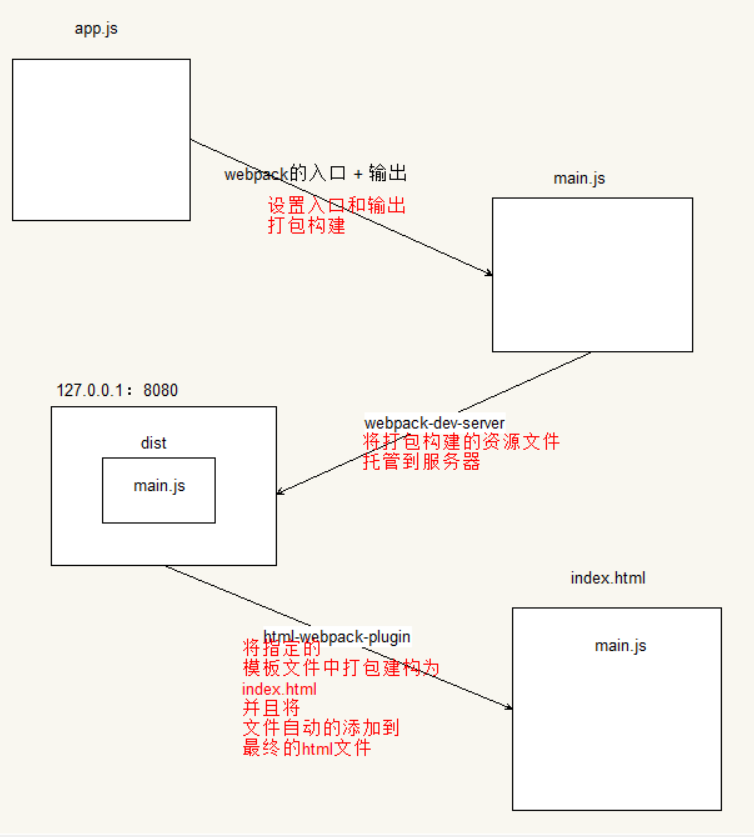 app.js
webpack的入口 + 输出
main.js
设置入口和输出
打包构建
127.0.0.1：8080
webpack-dev-server
dist
将打包构建的资源文件
托管到服务器
main.js
index.html
html-webpack-plugin
main.js
将指定的
模板文件中打包建构为
index.html
并且将
文件自动的添加到
最终的html文件